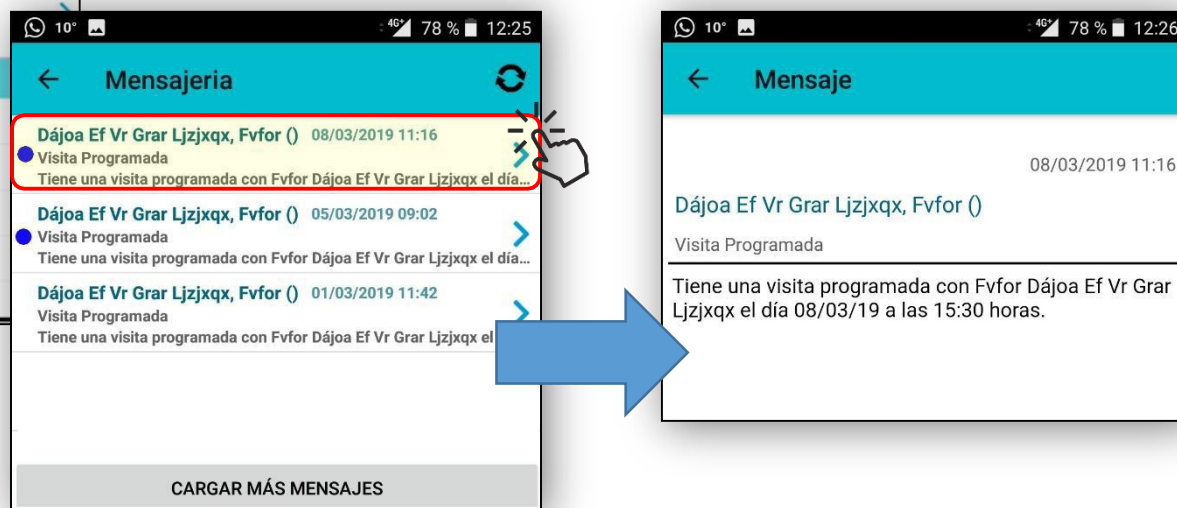 10° 4G+ 78 % 12:25
Mensajeria
Dájoa Ef Vr Grar Ljzjxqx, Fvfor () 08/03/2019 11:16
Visita Programada
Tiene una visita programada con Fvfor Dájoa Ef Vr Grar Ljzjxqx el día...
Dájoa Ef Vr Grar Ljzjxqx, Fvfor () 05/03/2019 09:02
Visita Programada
Tiene una visita programada con Fvfor Dájoa Ef Vr Grar Ljzjxqx el día...
Dájoa Ef Vr Grar Ljzjxqx, Fvfor () 01/03/2019 11:42
Visita Programada
Tiene una visita programada con Fvfor Dájoa Ef Vr Grar Ljzjxqx el
CARGAR MÁS MENSAJES
10° 4G+ 78 % 12:26
Mensaje
08/03/2019 11:16
Dájoa Ef Vr Grar Ljzjxqx, Fvfor ()
Visita Programada
Tiene una visita programada con Fvfor Dájoa Ef Vr Grar
Ljzjxqx el día 08/03/19 a las 15:30 horas.